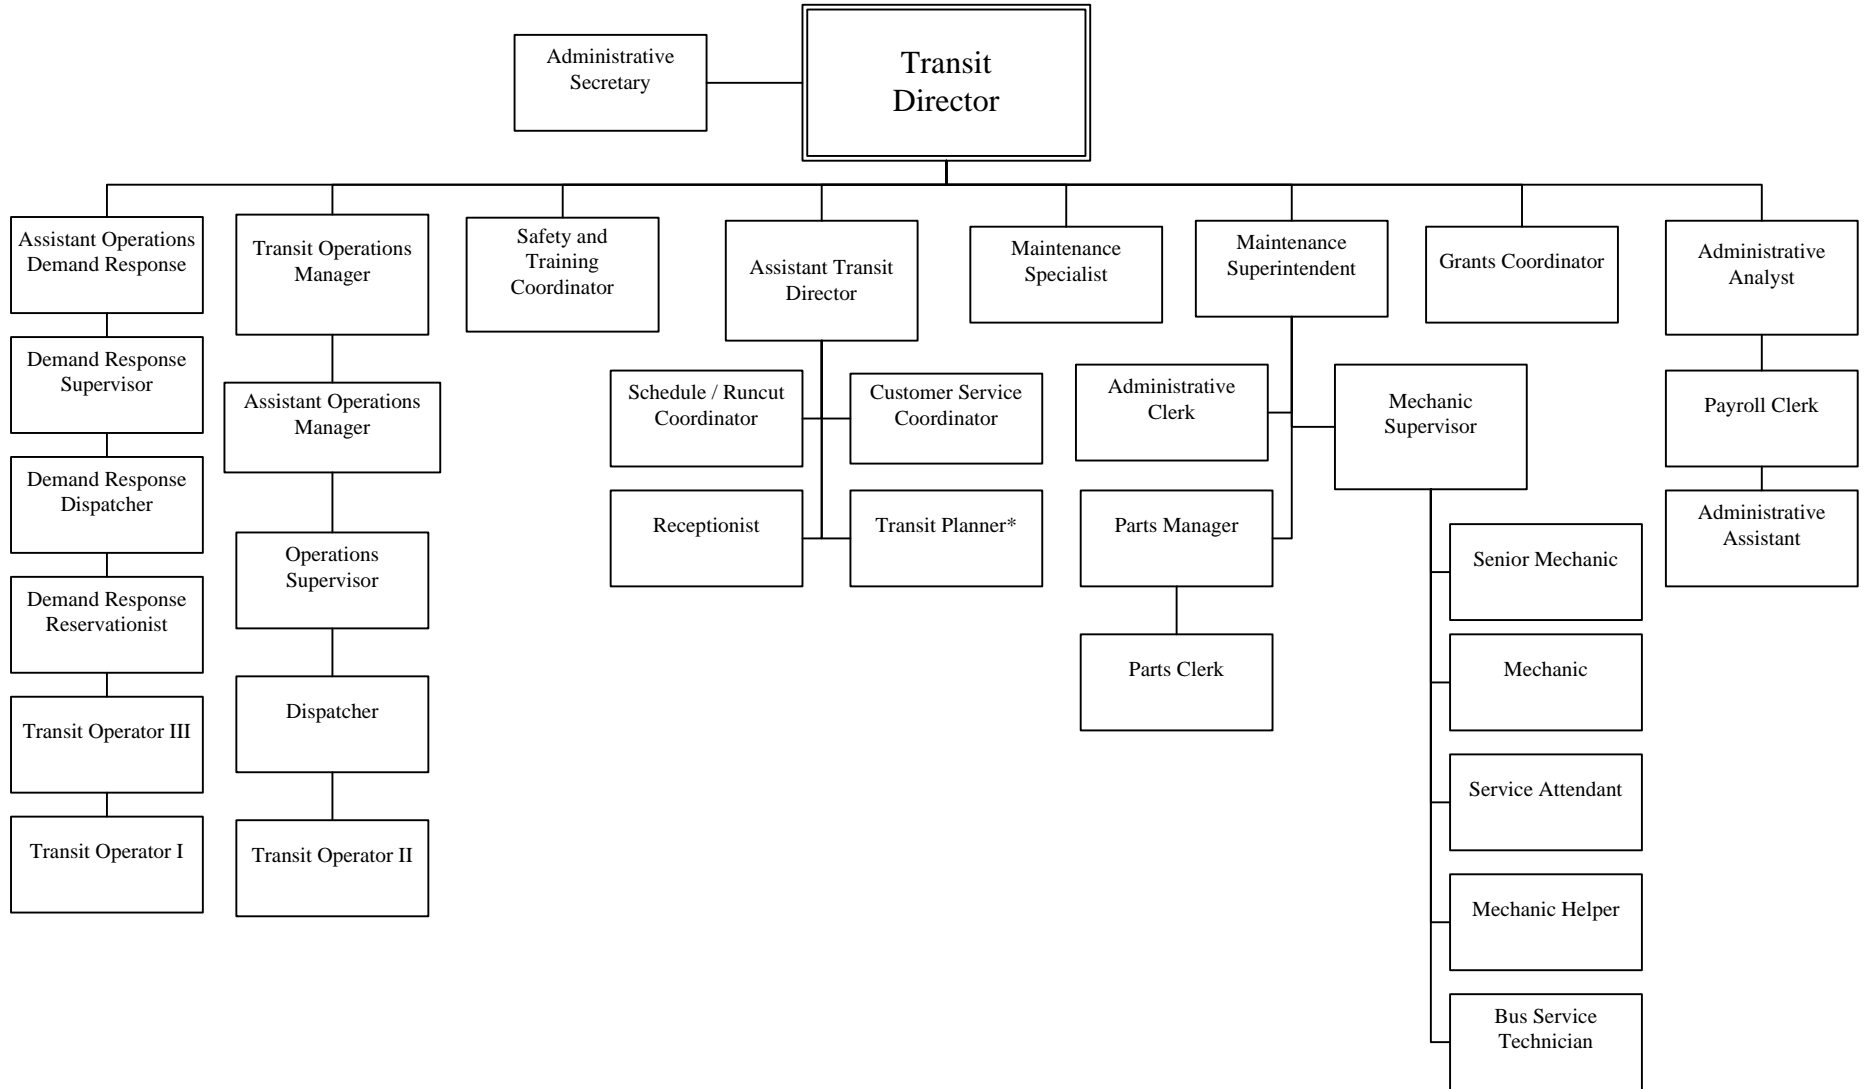 Administrative
Secretary
Transit
Director
Assistant Operations
Demand Response
Transit Operations
Manager
Safety and
Training
Coordinator
Assistant Transit
Director
Maintenance
Specialist
Maintenance
Superintendent
Grants Coordinator
Administrative
Analyst
Demand Response
Supervisor
Assistant Operations
Manager
Schedule / Runcut
Coordinator
Customer Service
Coordinator
Administrative
Clerk
Mechanic
Supervisor
Payroll Clerk
Demand Response
Dispatcher
Operations
Supervisor
Receptionist
Transit Planner*
Parts Manager
Senior Mechanic
Administrative
Assistant
Demand Response
Reservationist
Dispatcher
Parts Clerk
Mechanic
Transit Operator III
Service Attendant
Transit Operator I
Transit Operator II
Mechanic Helper
Bus Service
Technician